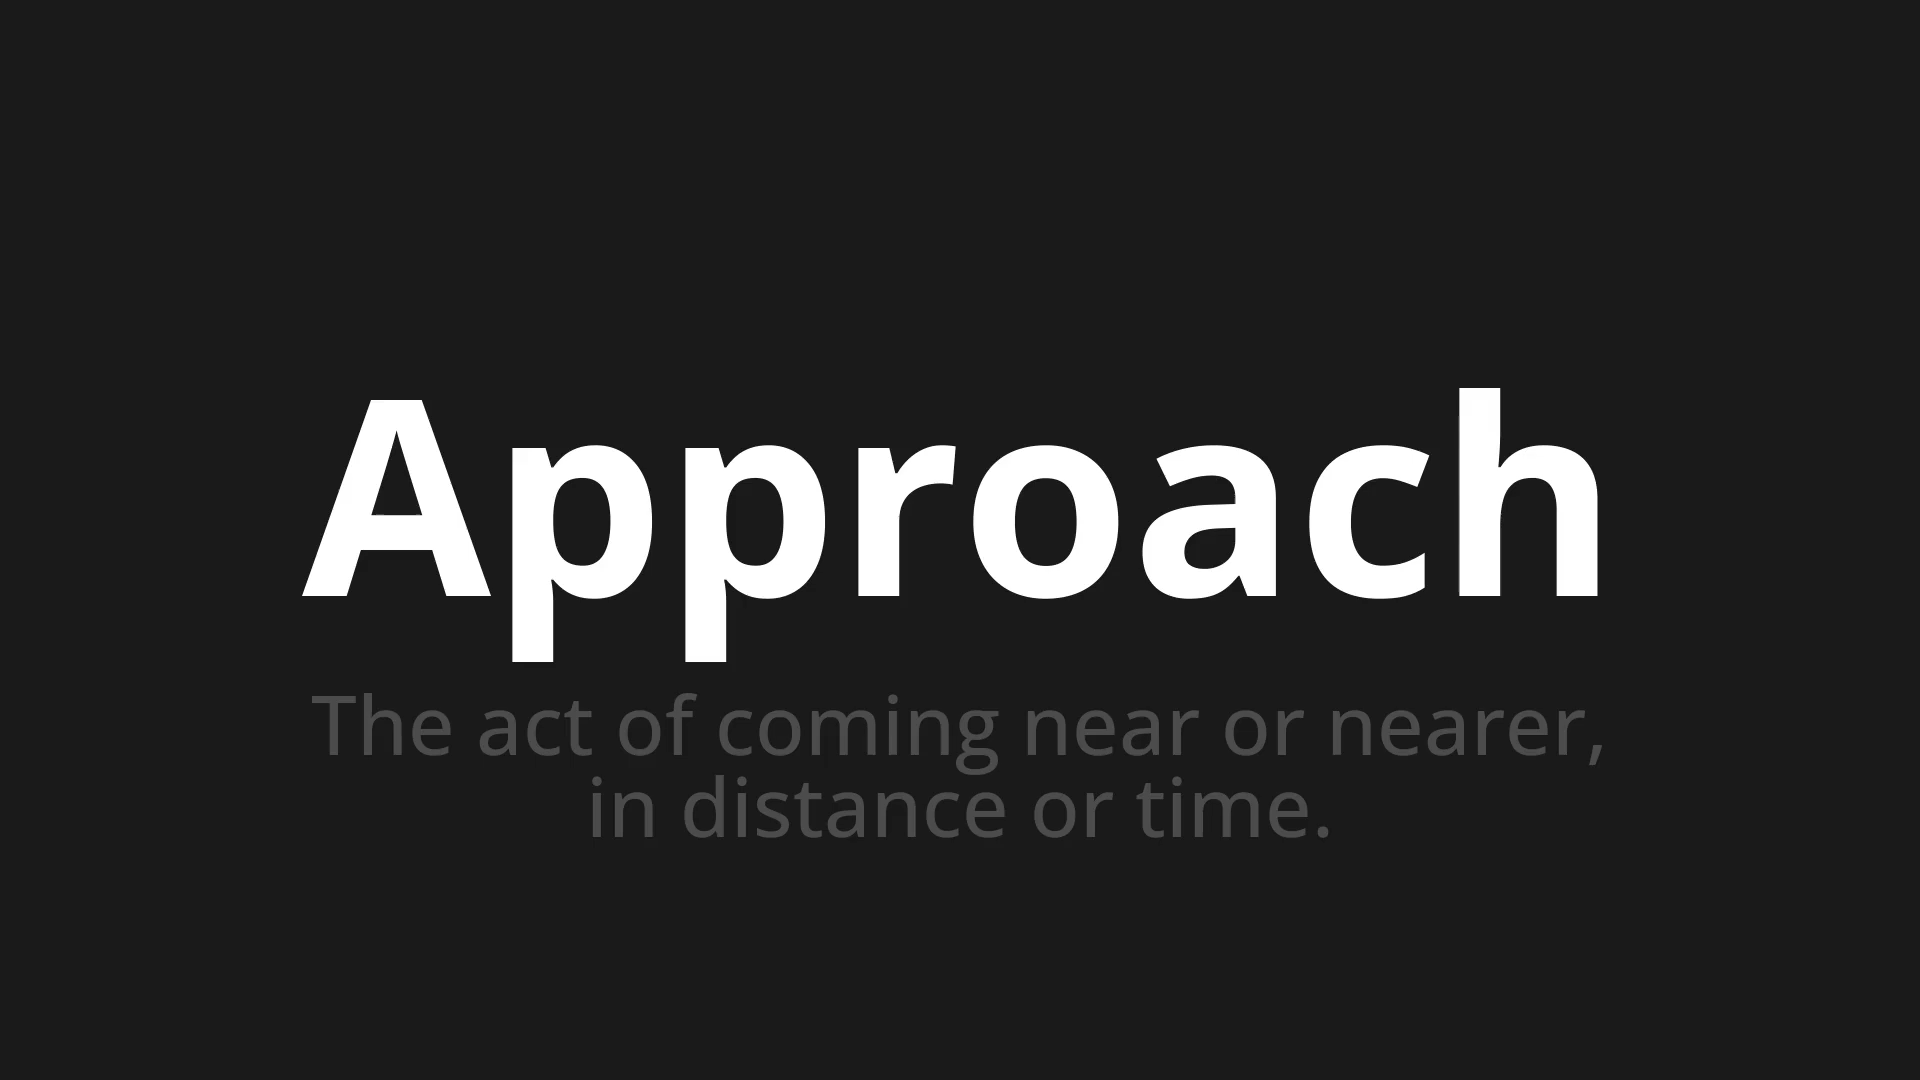 Approach
The act of coming near or nearer,
in distance or time.